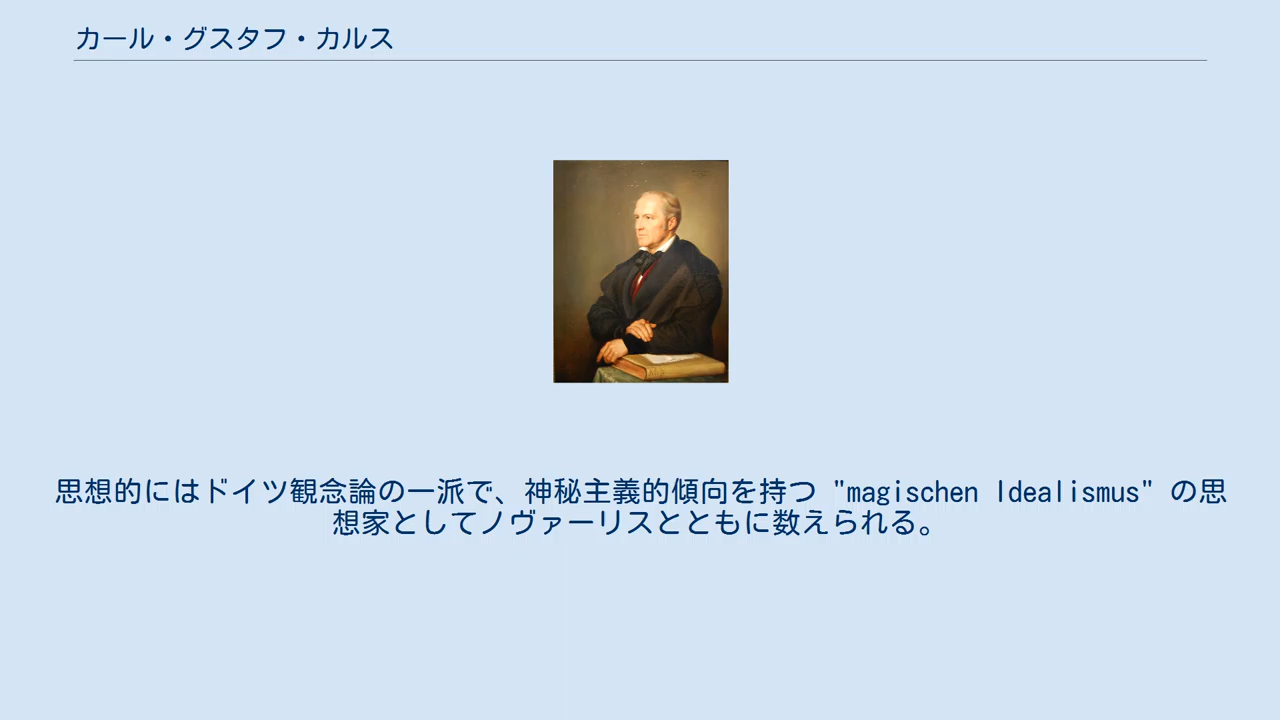 カール・グスタフ・カルス
思想的にはドイツ観念論の一派で、神秘主義的傾向を持つ "magischen Idealismus" の思
想家としてノヴァーリスとともに数えられる。